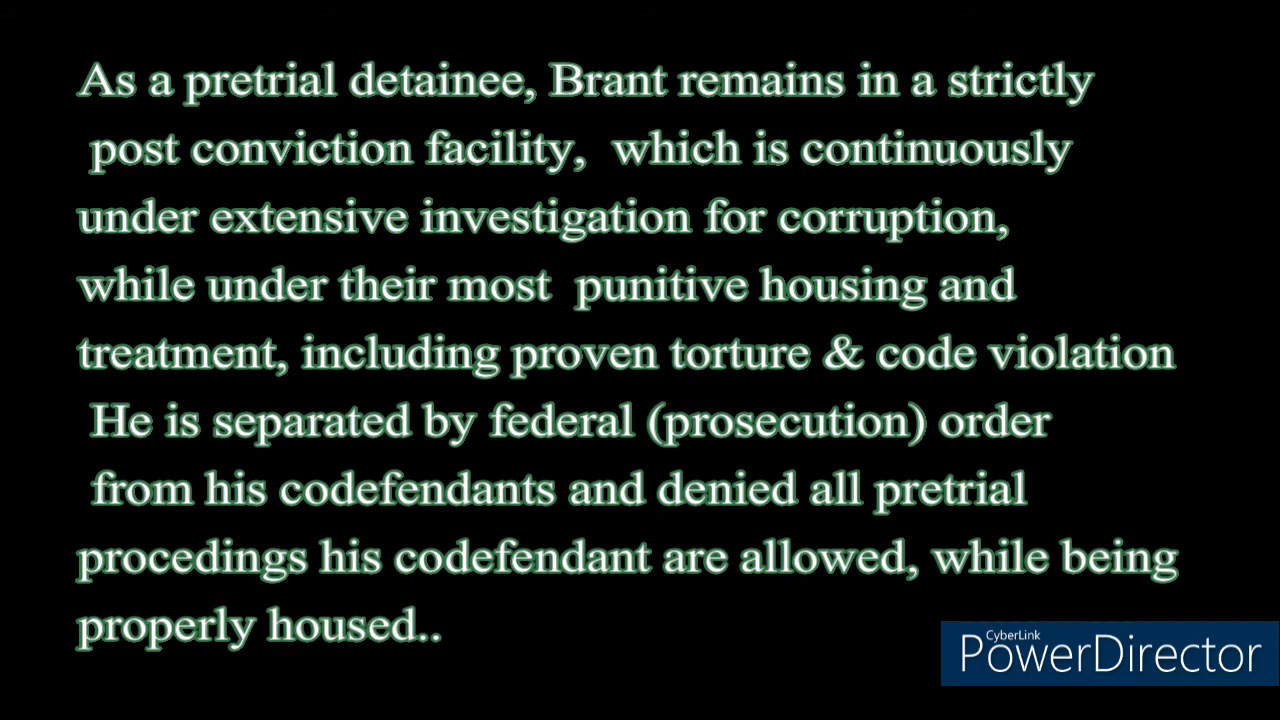 As a pretrial detainee, Brant remains in a strictly
post conviction facility, which is continuously
under extensive investigation for corruption,
while under their most punitive housing and
treatment, including proven torture & code violation
He is separated by federal (prosecution) order
from his codefendants and denied all pretrial
procedings his codefendant are allowed, while being
properly housed..
CyberLink
PowerDirector